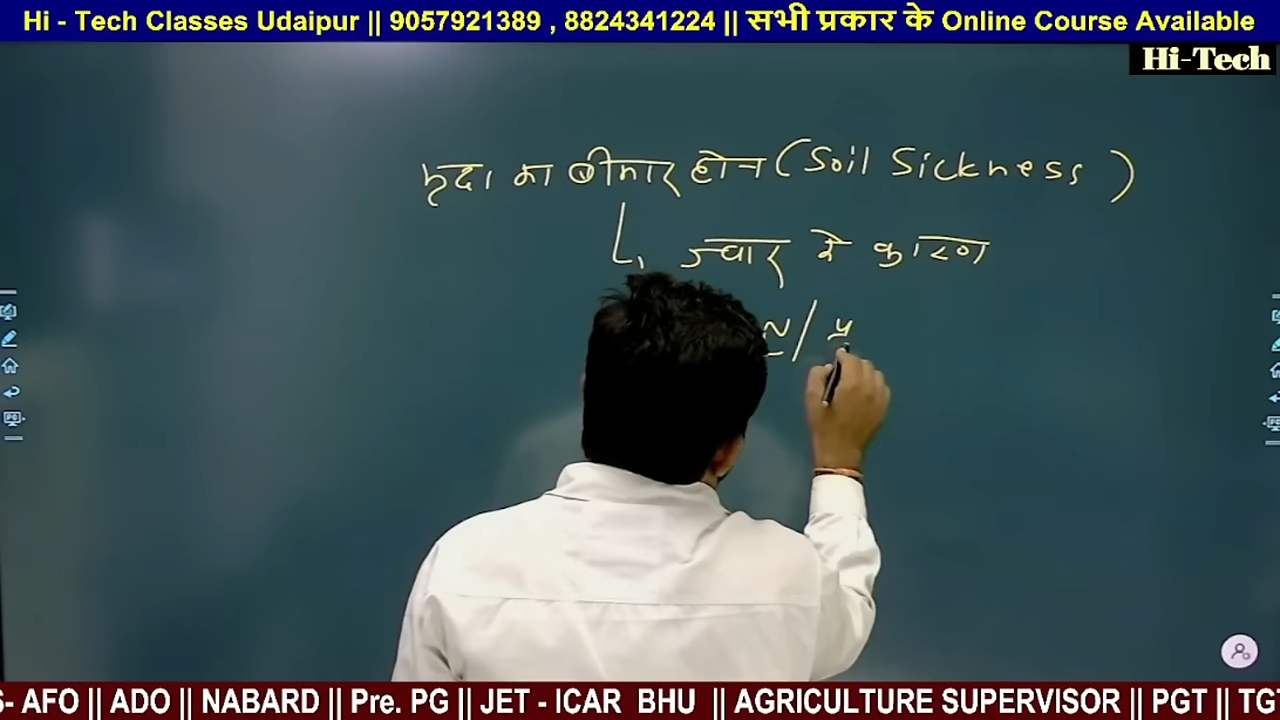 Hi - Tech Classes Udaipur || 9057921389 , 8824341224 || सभी प्रकार के Online Course Available
Hi-Tech
मृदा का बीमार होना (Soil Sickness)
ज्वार के कारण
N/
S- AFO || ADO || NABARD || Pre. PG || JET - ICAR BHU || AGRICULTURE SUPERVISOR || PGT || TGT